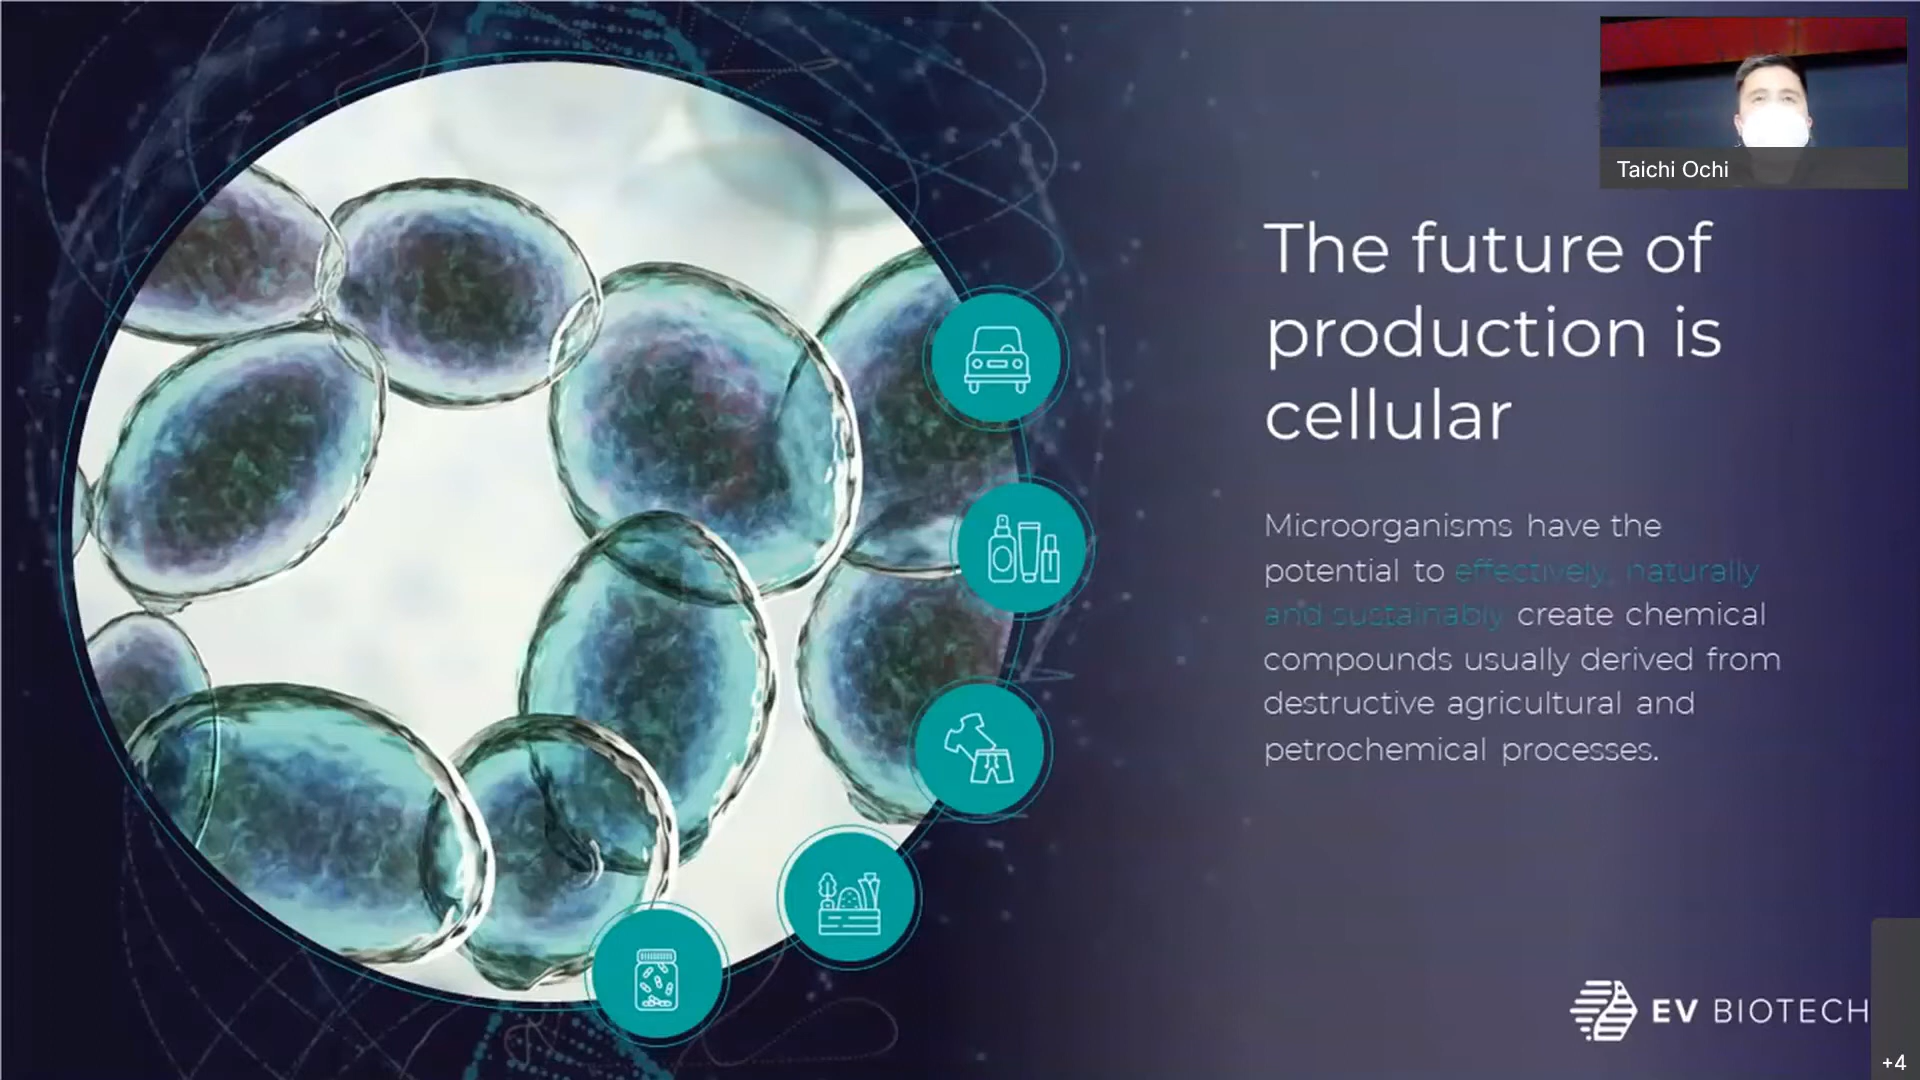 Taichi Ochi
The future of
production is
cellular
Microorganisms have the
potential to effectively, naturally
and sustainably create chemical
compounds usually derived from
destructive agricultural and
petrochemical processes.
EV BIOTECH
+4